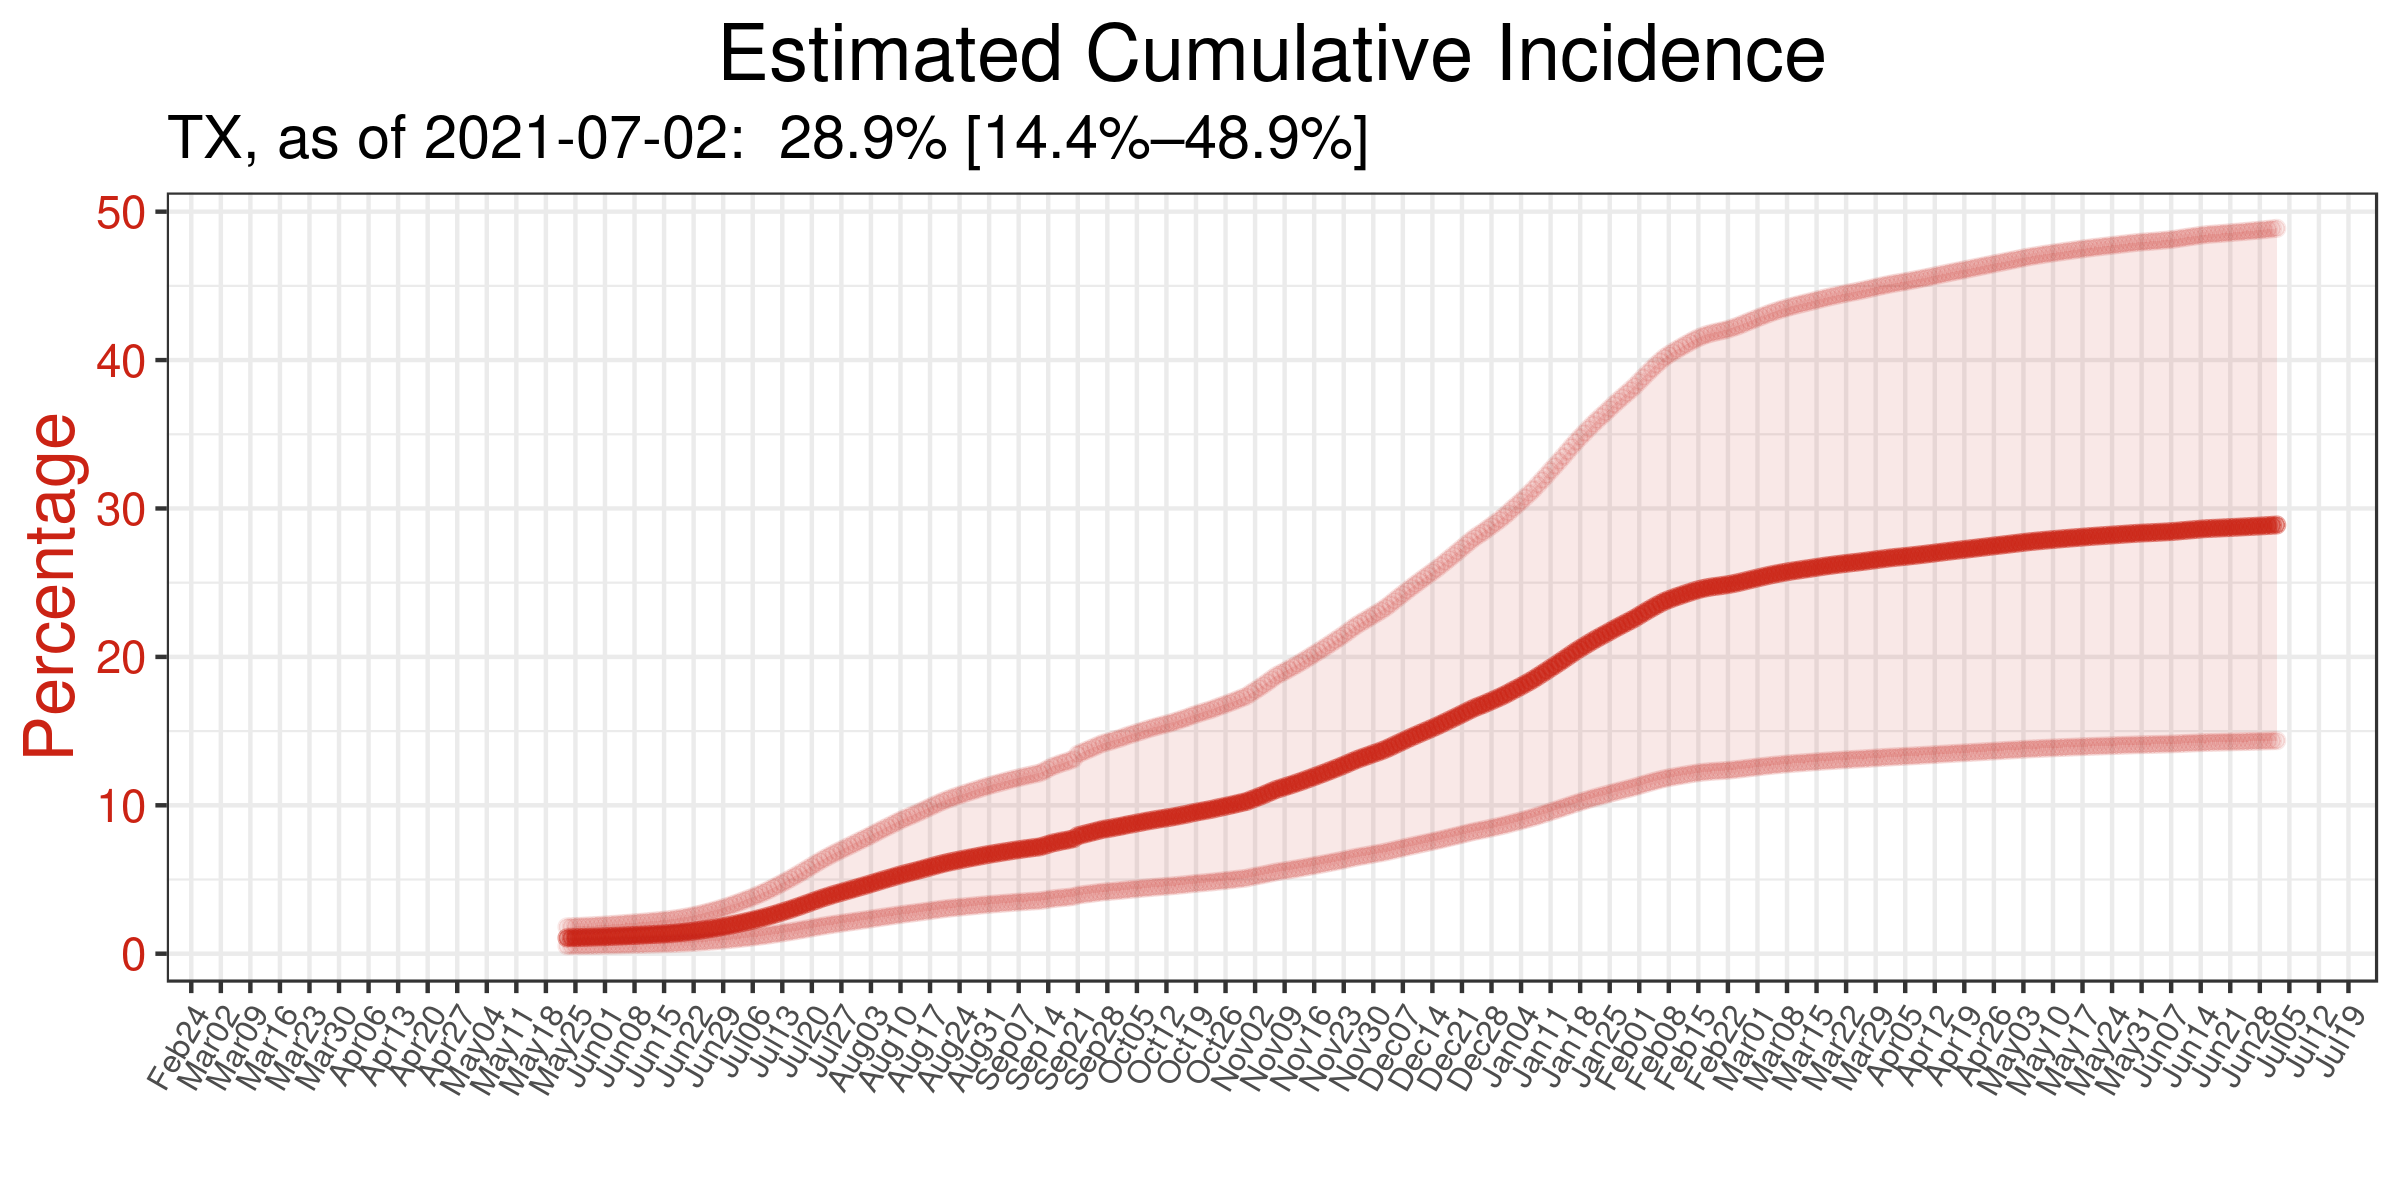 Estimated Cumulative Incidence
TX, as of 2021-07-02:  28.9% [14.4%–48.9%]
Percentage
50
40
30
20
10
0
Feb24
Mar02
Mar09
Mar16
Mar23
Mar30
Apr06
Apr13
Apr20
Apr27
May04
May11
May18
May25
Jun01
Jun08
Jun15
Jun22
Jun29
Jul06
Jul13
Jul20
Jul27
Aug03
Aug10
Aug17
Aug24
Aug31
Sep07
Sep14
Sep21
Sep28
Oct05
Oct12
Oct19
Oct26
Nov02
Nov09
Nov16
Nov23
Nov30
Dec07
Dec14
Dec21
Dec28
Jan04
Jan11
Jan18
Jan25
Feb01
Feb08
Feb15
Feb22
Mar01
Mar08
Mar15
Mar22
Mar29
Apr05
Apr12
Apr19
Apr26
May03
May10
May17
May24
May31
Jun07
Jun14
Jun21
Jun28
Jul05
Jul12
Jul19